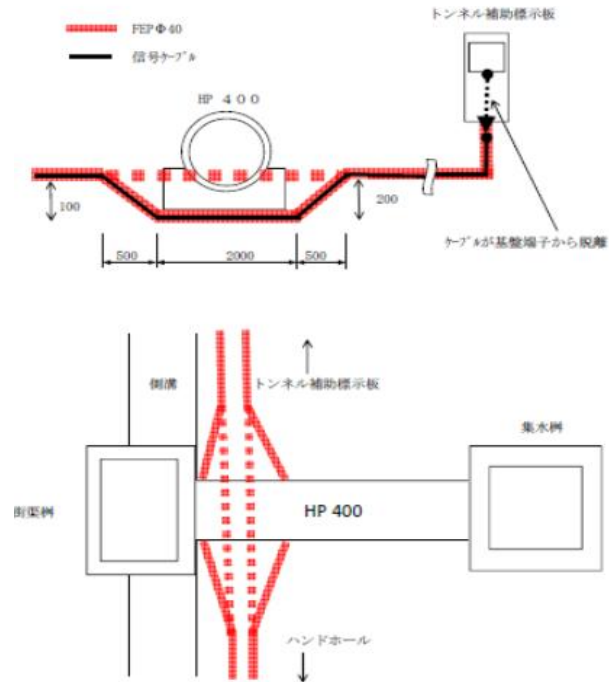 トンネル補助標示板
FEPΦ40
信号ｹｰﾌﾞﾙ
HP 400
100
200
500
2000
500
ｹｰﾌﾞﾙが基盤端子から脱離
側溝
トンネル補助標示板
集水桝
街渠桝
HP 400
ハンドホール